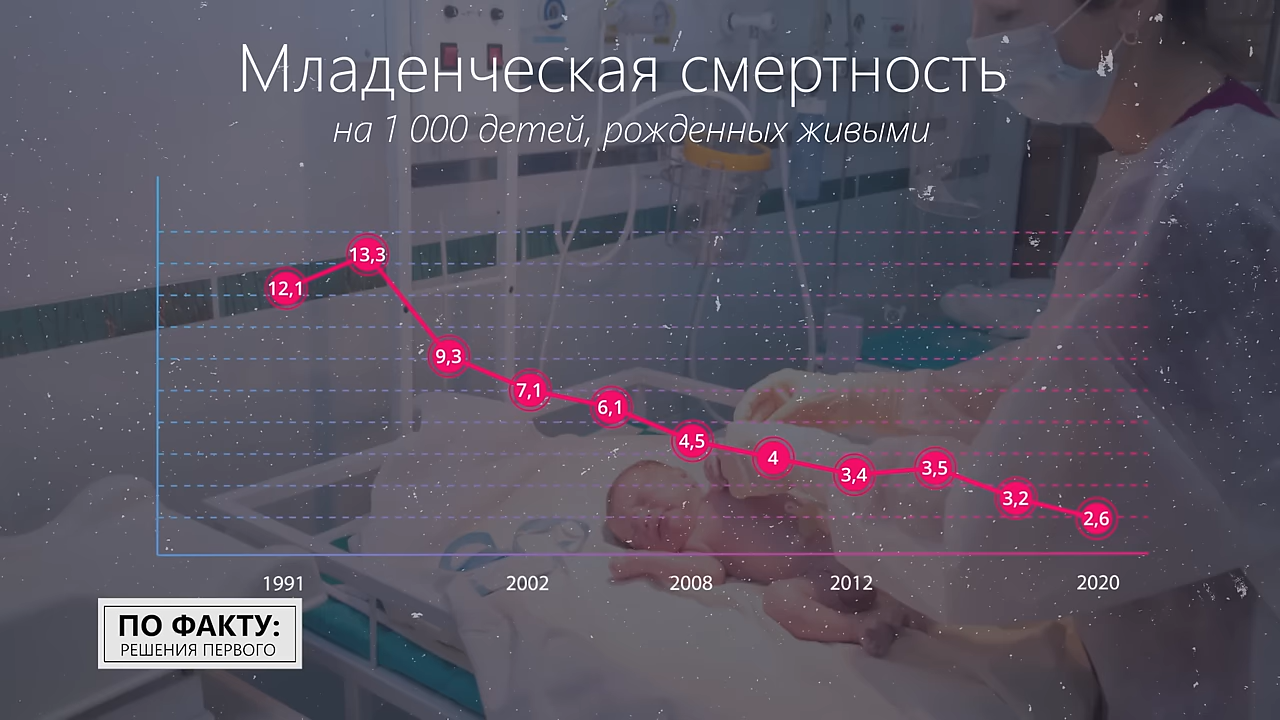 Младенческая смертность
на 1 000 детей, рожденных живыми
12,1
13,3
9,3
7,1
6,1
4,5
4
3,4
3,5
3,2
2,6
1991 2002 2008 2012 2020
ПО ФАКТУ:
РЕШЕНИЯ ПЕРВОГО